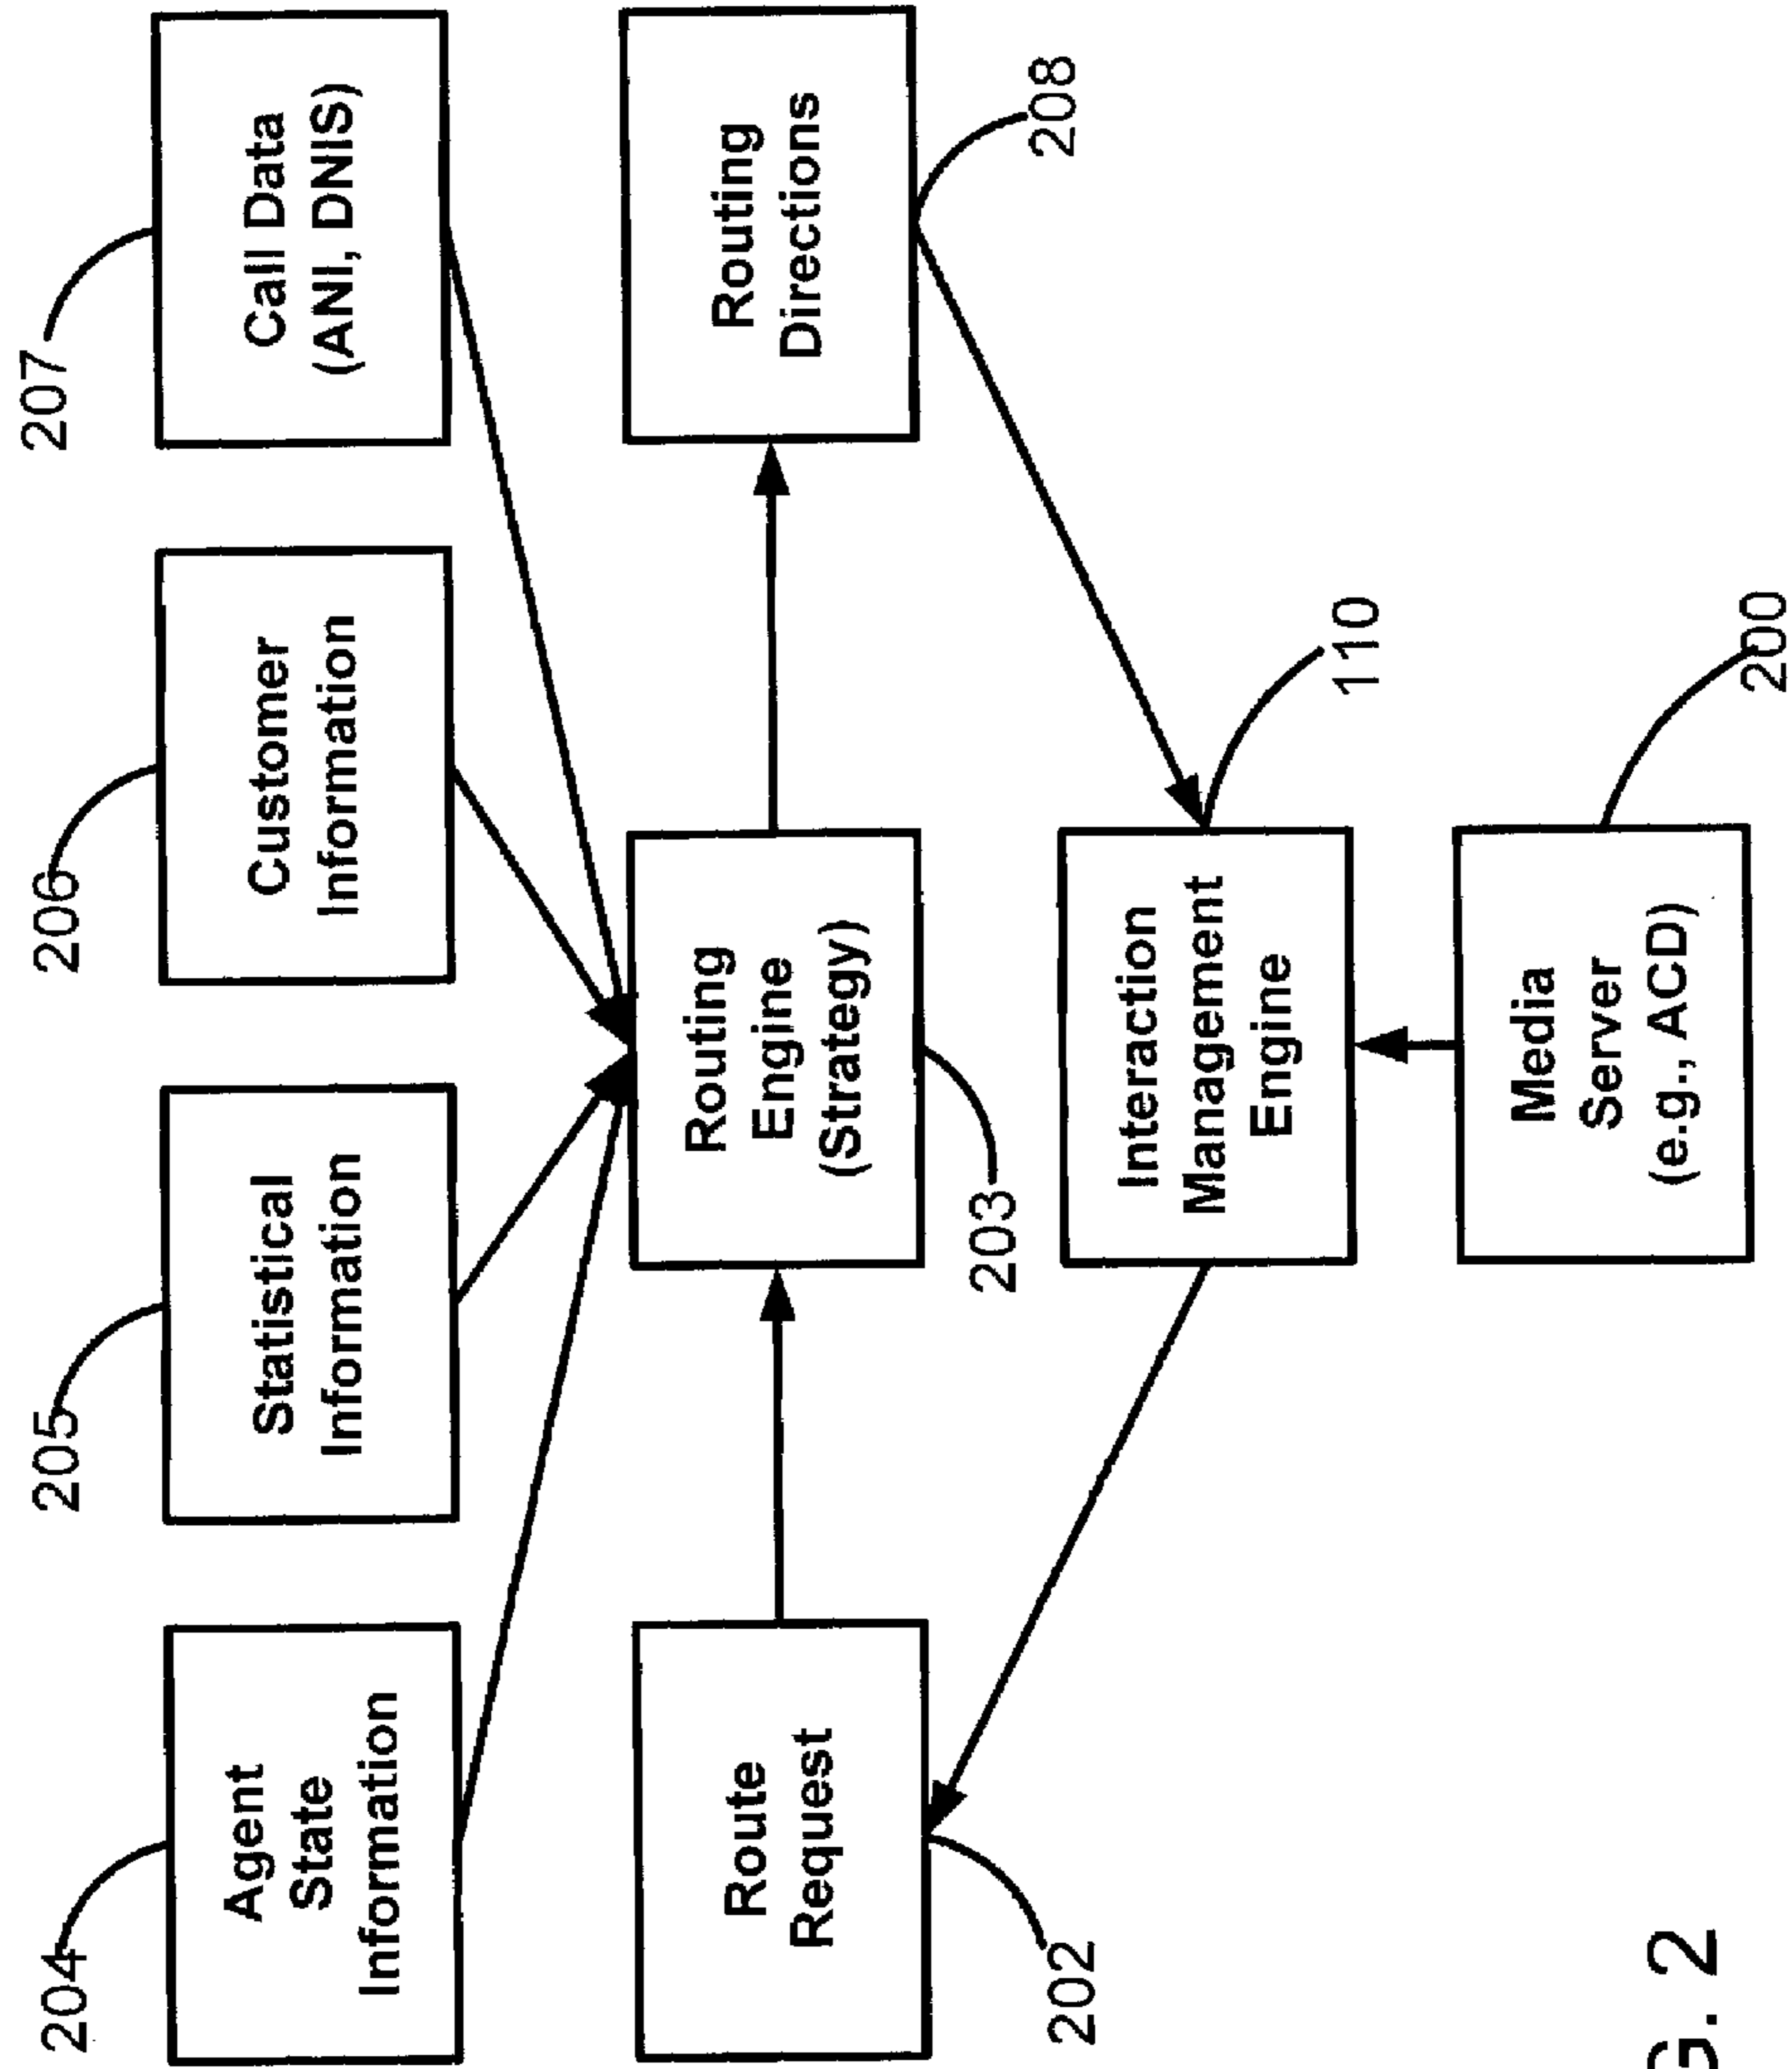 204
205
206
207
Agent
State
Information
Statistical
Information
Customer
Information
Call Data
(ANI, DNIS)
Route
Request
Routing
Engine
(Strategy)
Routing
Directions
202
203
208
Interaction
Management
Engine
110
Media
Server
(e.g., ACD)
200
G. 2